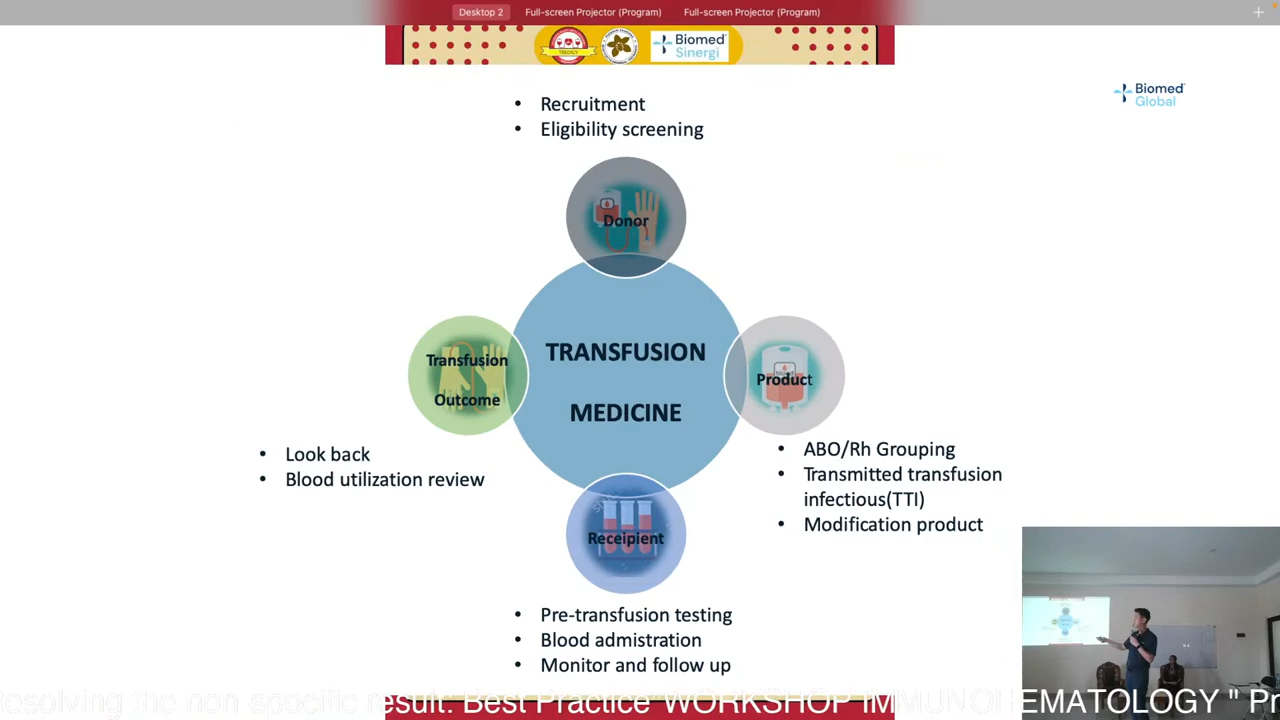 Desktop 2 Full-screen Projector (Program) Full-screen Projector (Program)
Biomed
Sinergi
Biomed
Global
• Recruitment
• Eligibility screening
Donor
TRANSFUSION
MEDICINE
Transfusion
Outcome
Product
• Look back
• Blood utilization review
• ABO/Rh Grouping
• Transmitted transfusion
infectious(TTI)
• Modification product
Receipient
• Pre-transfusion testing
• Blood admistration
• Monitor and follow up
esolving the non specific result: Best Practice WORKSHOP IMMUNOHEMATOLOGY " Pr